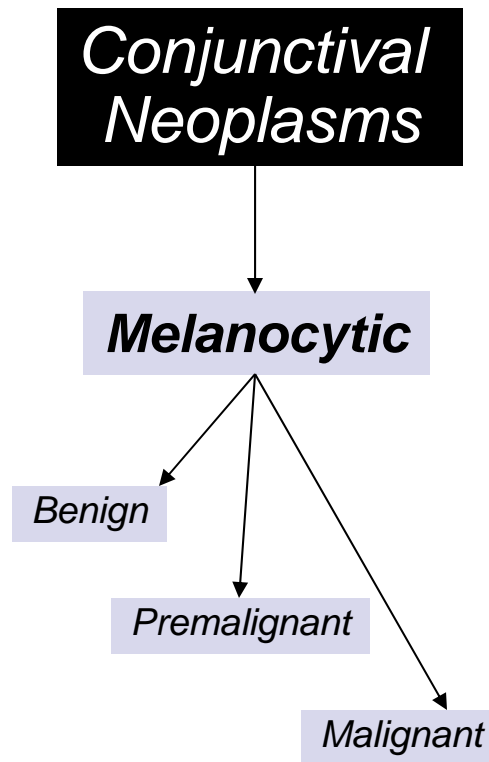 Conjunctival
Neoplasms
Melanocytic
Benign
Premalignant
Malignant